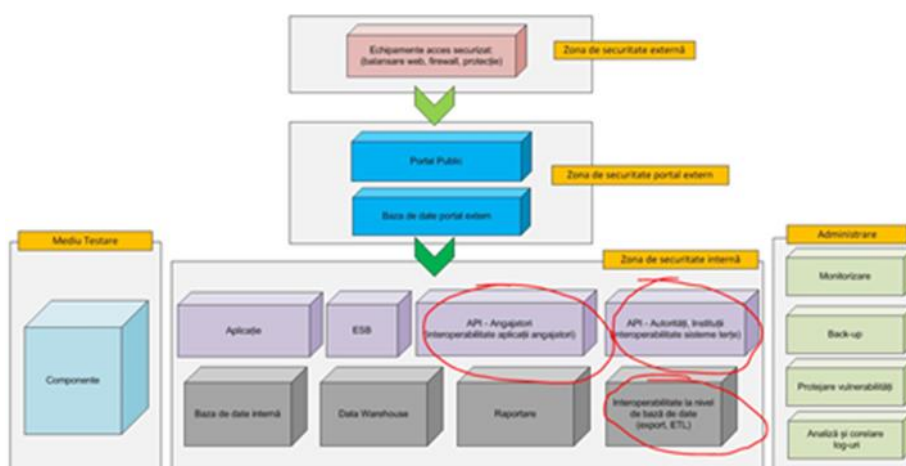 Echipamente acces securizat
(balansare web, firewall, protecție)
Zona de securitate externă
Portal Public
Baza de date portal extern
Zona de securitate portal extern
Mediu Testare
Componente
Zona de securitate internă
Aplicație
ESB
API - Angajatori
(interoperabilitate aplicații angajatori)
API - Autorități, Instituții
(interoperabilitate sisteme terțe)
Baza de date internă
Data Warehouse
Raportare
Interoperabilitate la nivel
de bază de date
(export, ETL)
Administrare
Monitorizare
Back-up
Protejare vulnerabilități
Analiză și corelare
log-uri